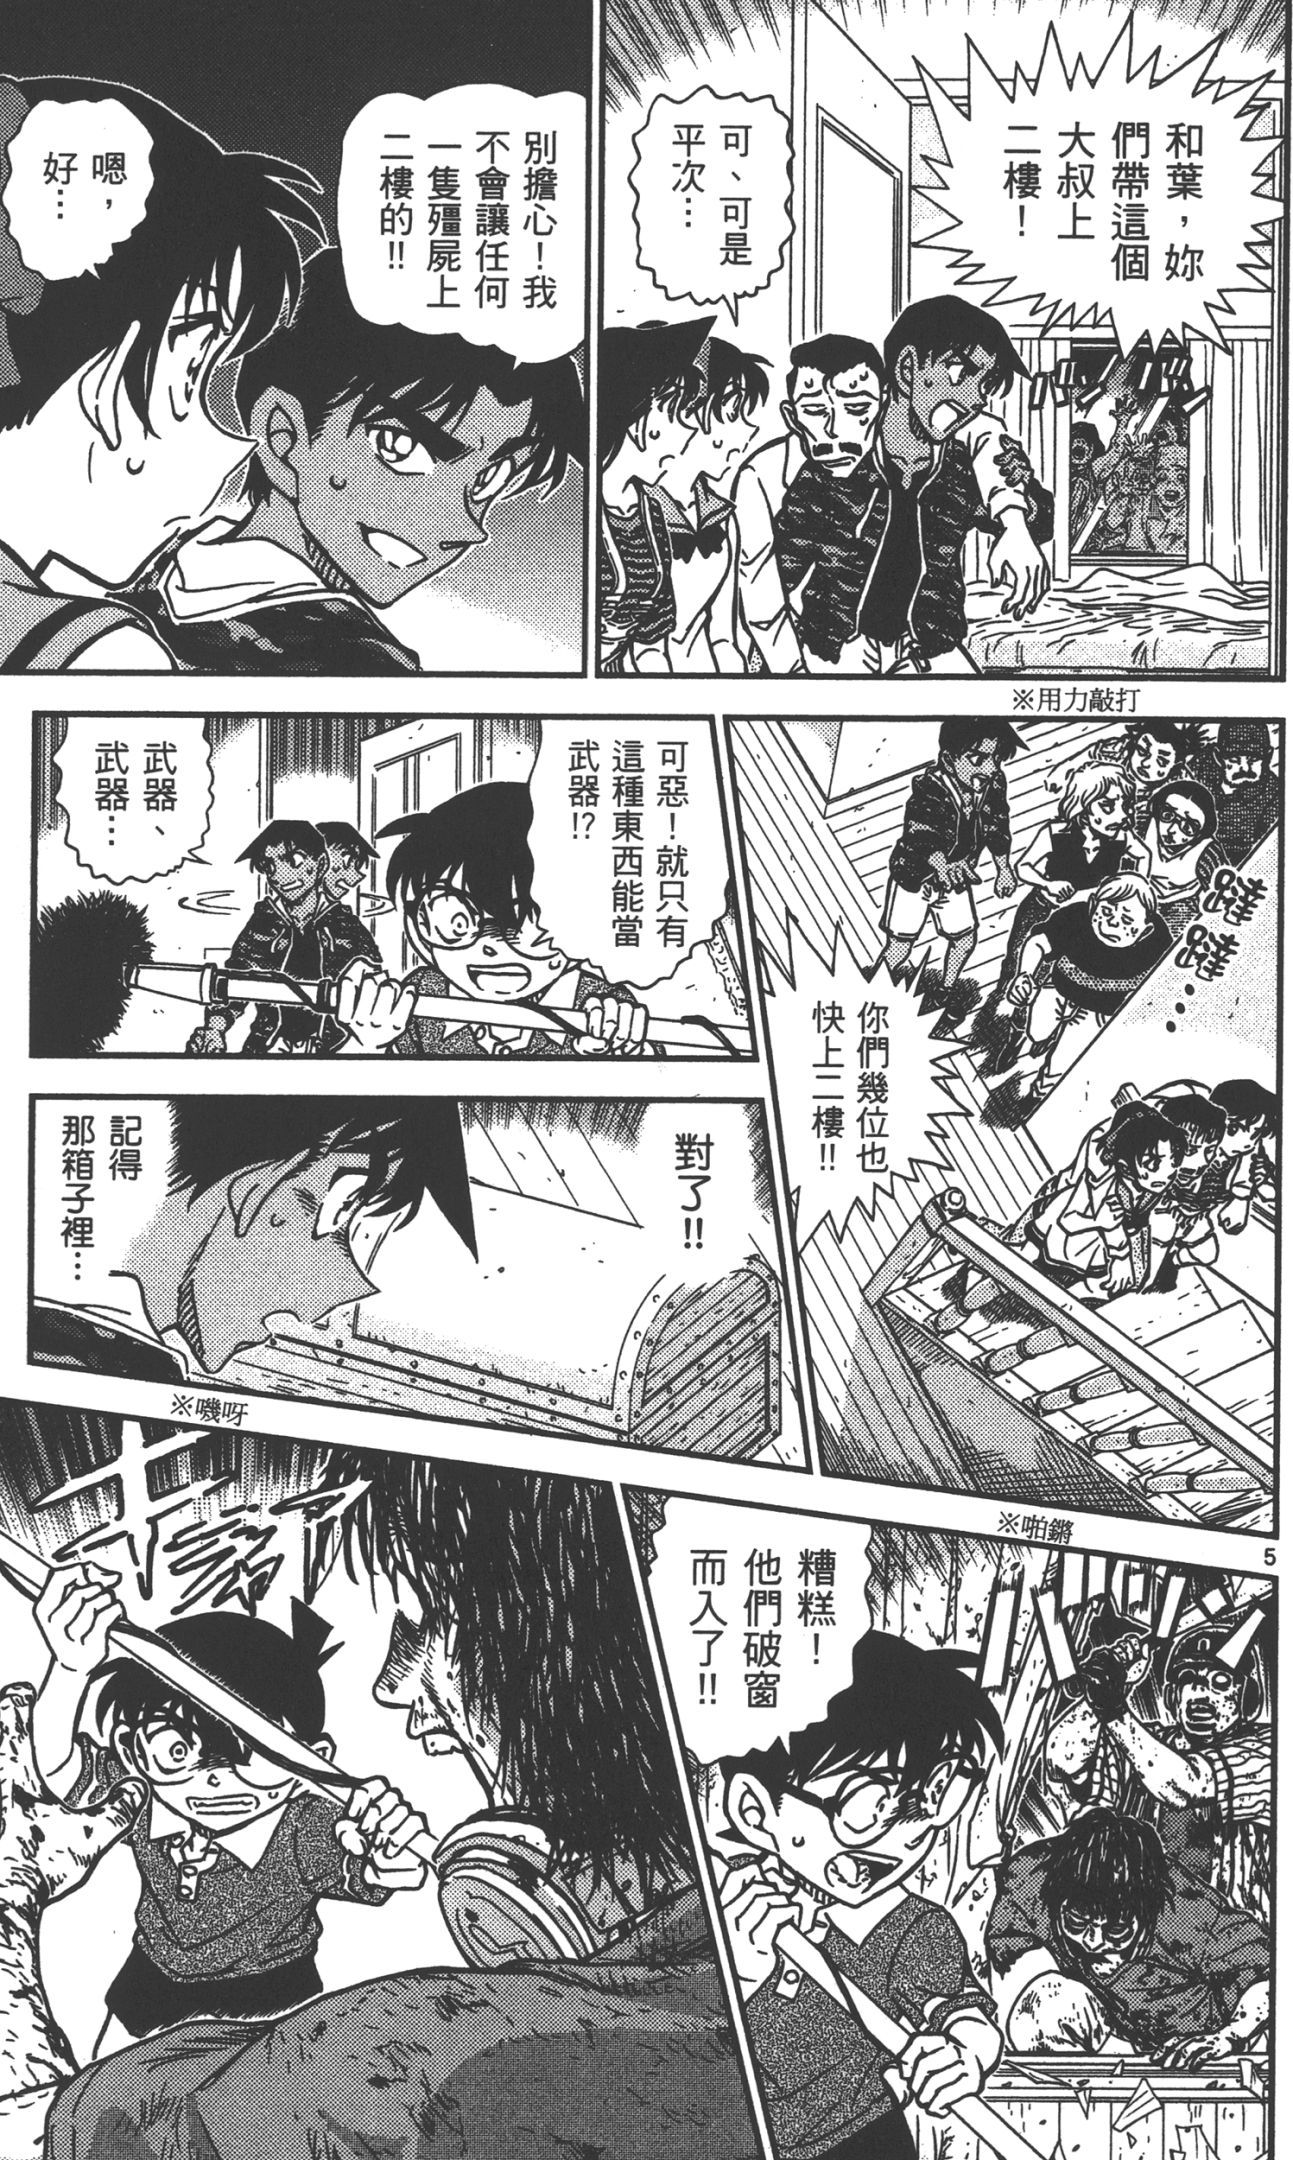 和葉，妳
們帶這個
大叔上
二樓！
可、可是
平次…
別擔心！我
不會讓任何
一隻殭屍上
二樓的!!
嗯，
好…
※用力敲打
躂
躂…
你們幾位也
快上二樓!!
可惡！就只有
這種東西能當
武器!?
武器、
武器…
對了!!
記得
那箱子裡…
※啪鏘
5
糟糕！
他們破窗
而入了!!
※嘰呀